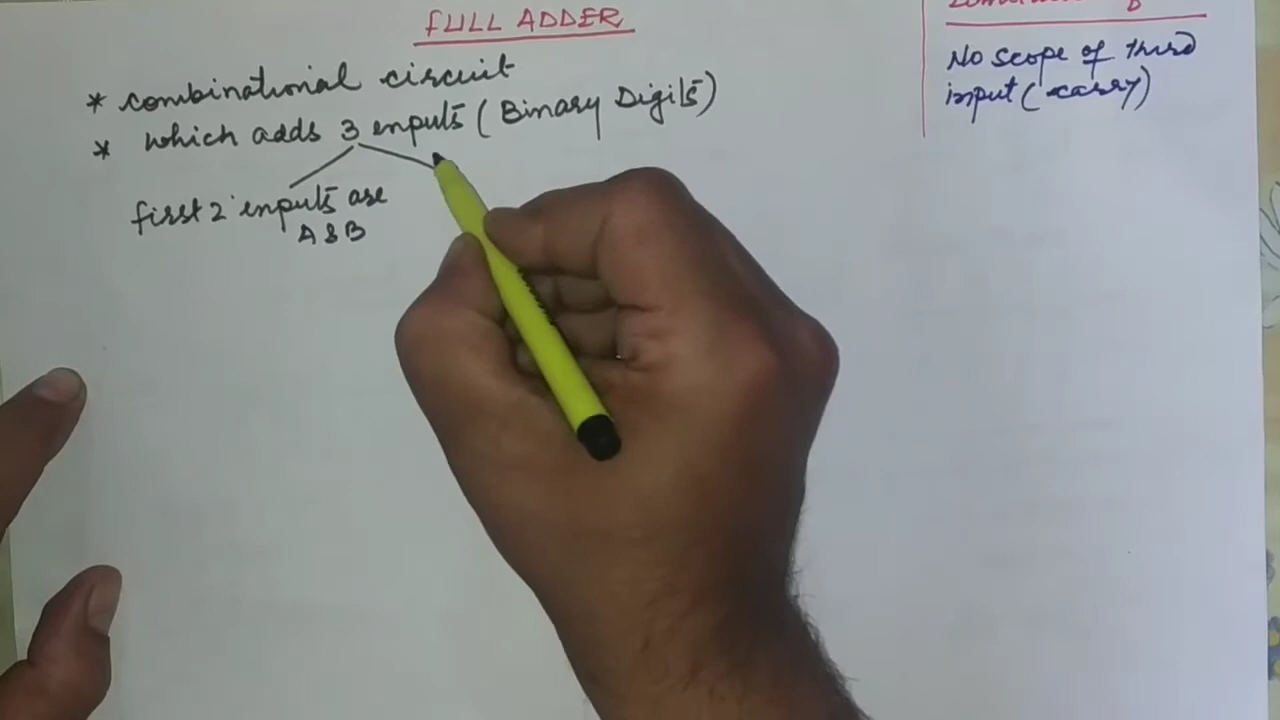 FULL ADDER
* combinational circuit
* which adds 3 inputs (Binary Digits)
first 2 inputs are
A & B
No scope of third
input (carry)